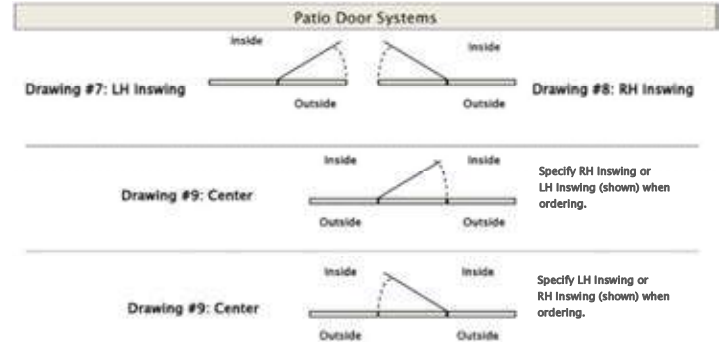 Patio Door Systems
Inside
Inside
Drawing #7: LH Inswing
Drawing #8: RH Inswing
Outside
Outside
Inside
Inside
Specify RH Inswing or
LH Inswing (shown) when
ordering.
Drawing #9: Center
Outside
Outside
Inside
Inside
Specify LH Inswing or
RH Inswing (shown) when
ordering.
Drawing #9: Center
Outside
Outside